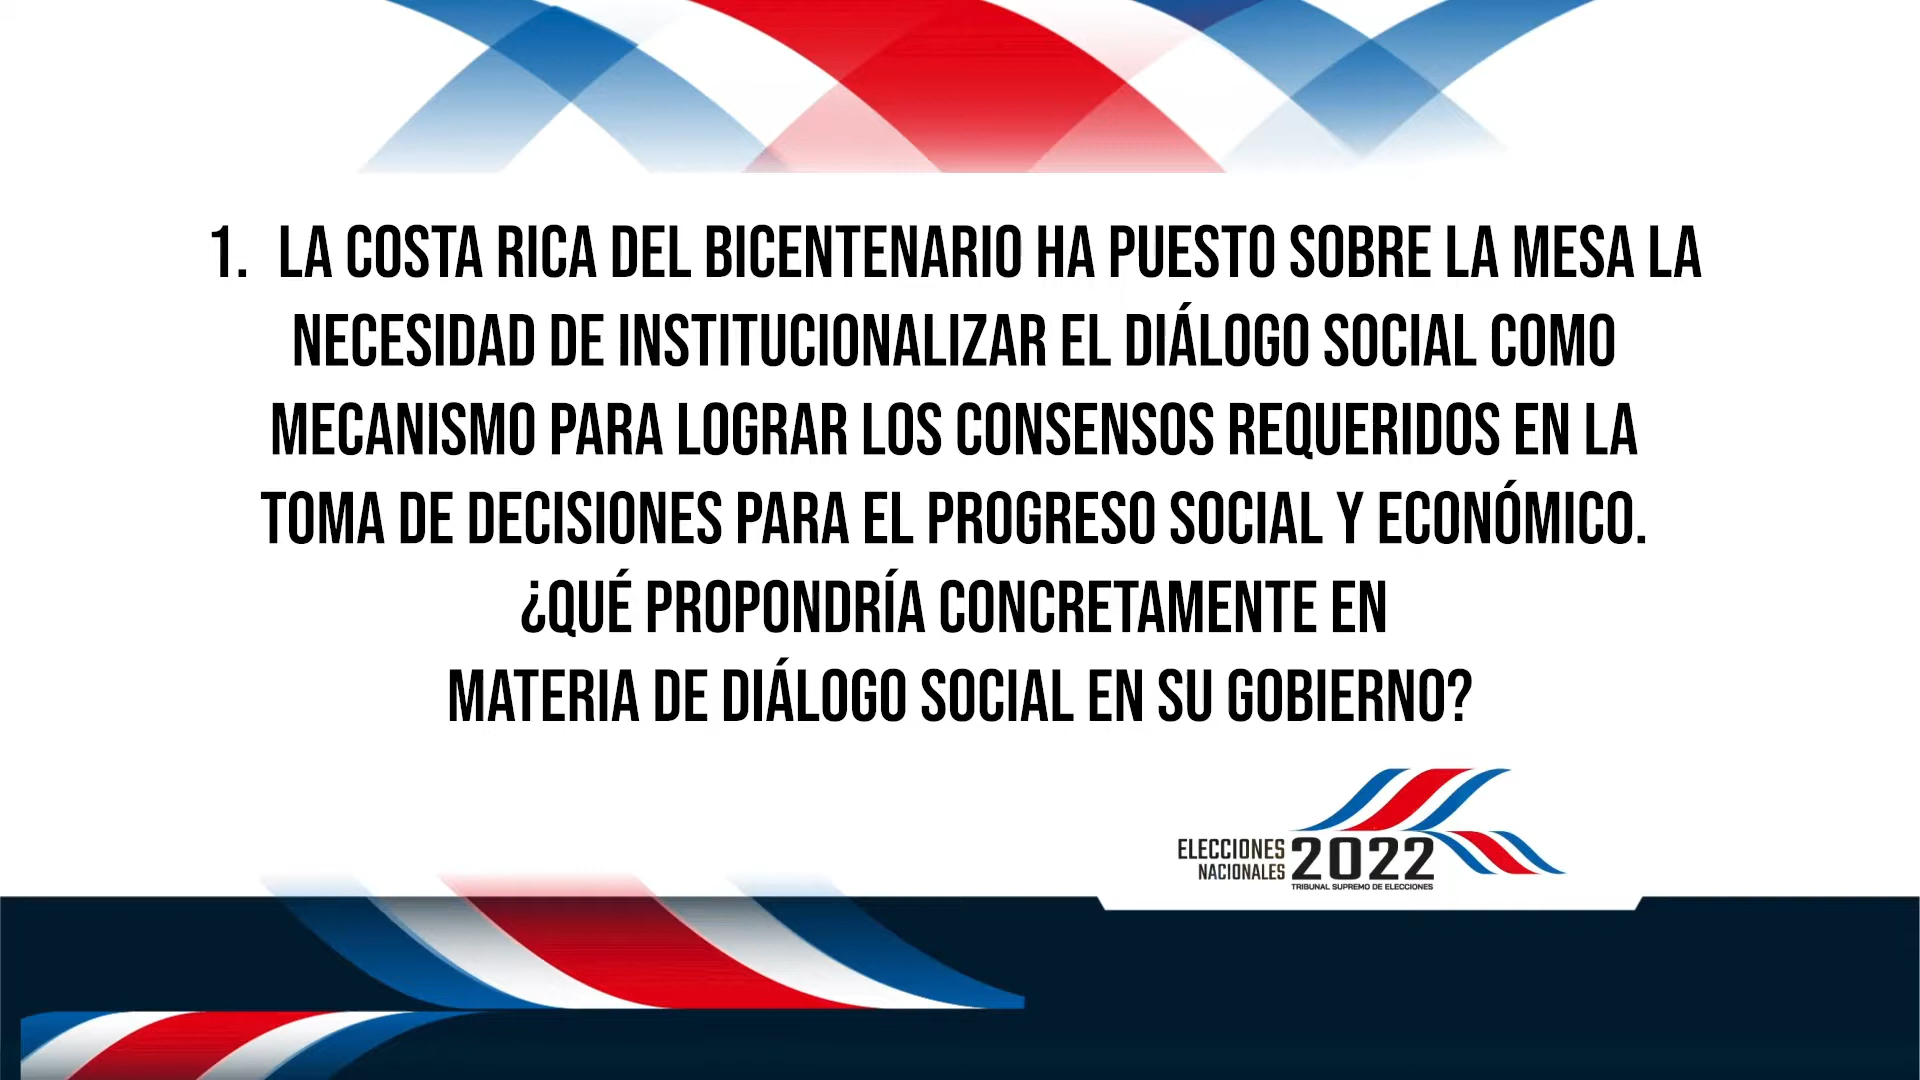 1. LA COSTA RICA DEL BICENTENARIO HA PUESTO SOBRE LA MESA LA
NECESIDAD DE INSTITUCIONALIZAR EL DIÁLOGO SOCIAL COMO
MECANISMO PARA LOGRAR LOS CONSENSOS REQUERIDOS EN LA
TOMA DE DECISIONES PARA EL PROGRESO SOCIAL Y ECONÓMICO.
¿QUÉ PROPONDRÍA CONCRETAMENTE EN
MATERIA DE DIÁLOGO SOCIAL EN SU GOBIERNO?
ELECCIONES
NACIONALES
2022
TRIBUNAL SUPREMO DE ELECCIONES